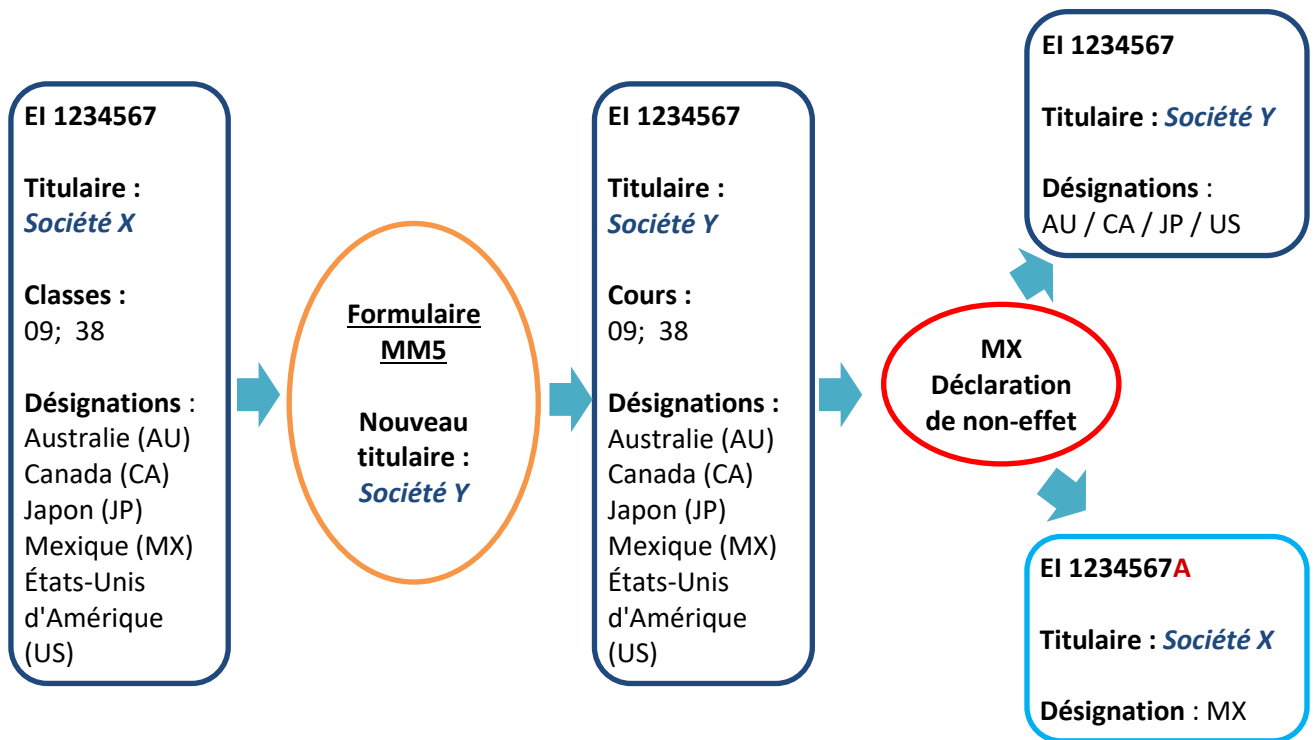 EI 1234567
Titulaire :
Société X
Classes :
09;  38
Désignations :
Australie (AU)
Canada (CA)
Japon (JP)
Mexique (MX)
États-Unis
d'Amérique
(US)
Formulaire
MM5
Nouveau
titulaire :
Société Y
EI 1234567
Titulaire :
Société Y
Cours :
09;  38
Désignations :
Australie (AU)
Canada (CA)
Japon (JP)
Mexique (MX)
États-Unis
d'Amérique
(US)
MX
Déclaration
de non-effet
EI 1234567
Titulaire : Société Y
Désignations :
AU / CA / JP / US
EI 1234567A
Titulaire : Société X
Désignation : MX